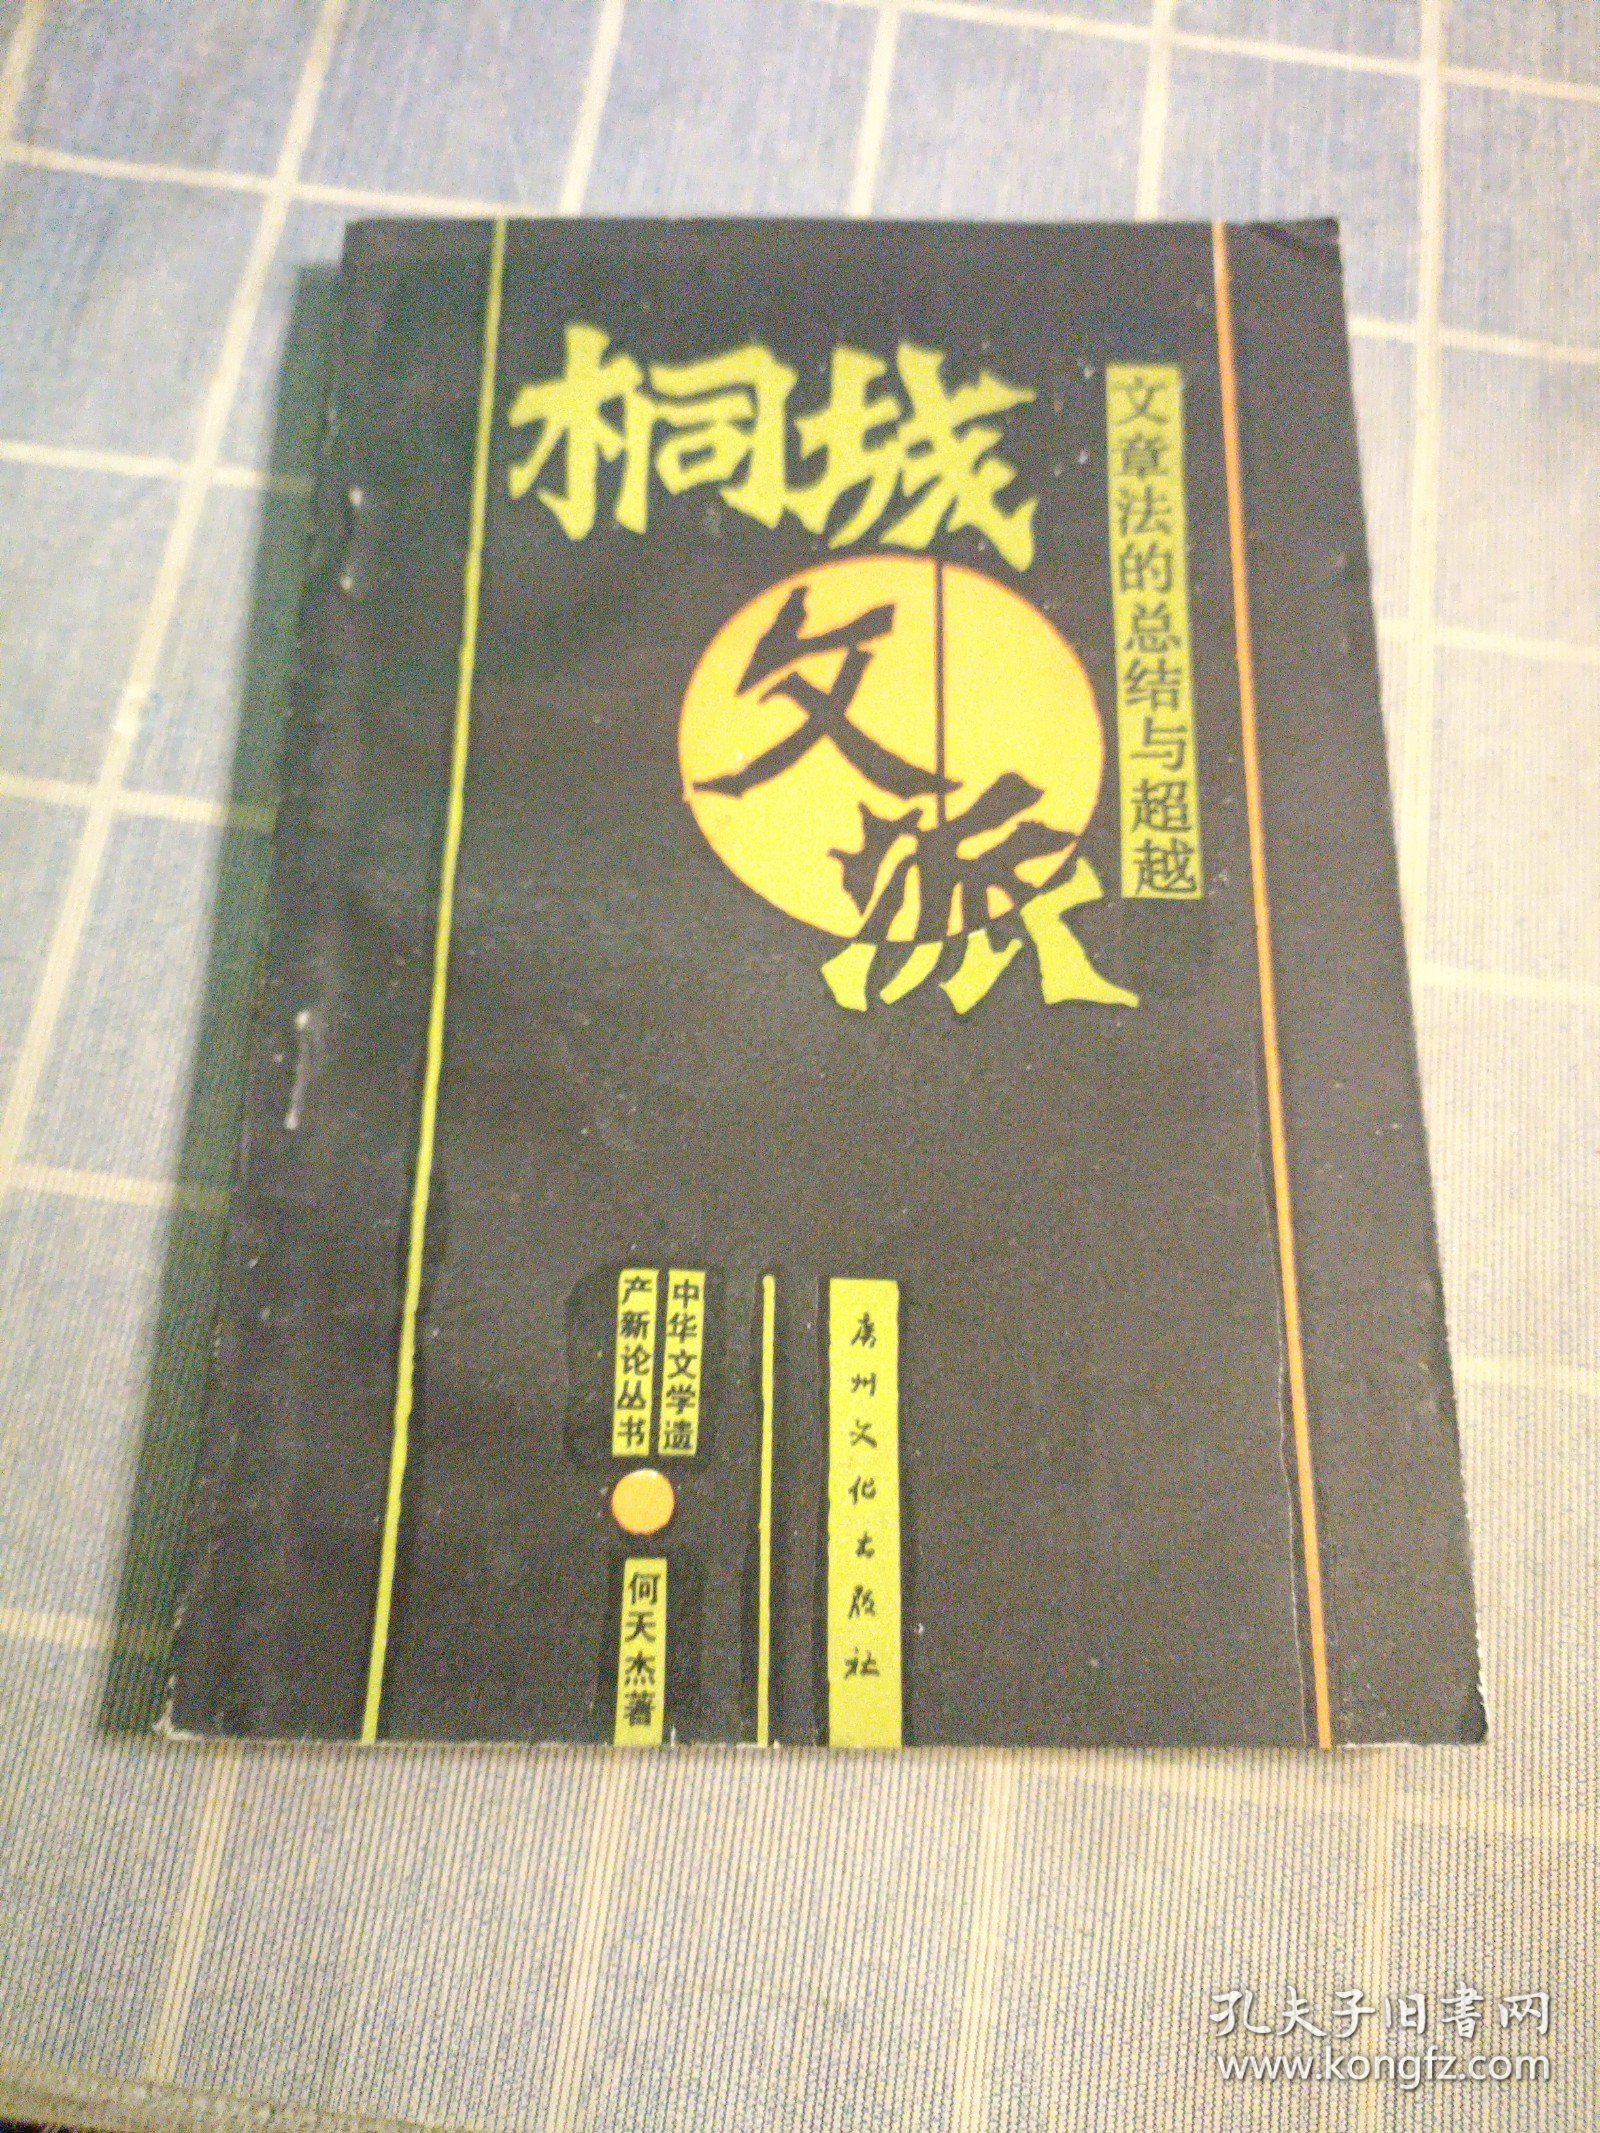 桐城
文派
文章法的总结与超越
中华文学遗
产新论丛书
何天杰著
广州文化出版社
孔夫子旧书网
www.kongfz.com